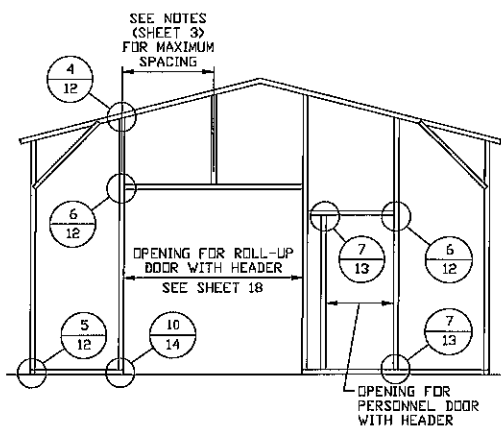 SEE NOTES
(SHEET 3)
FOR MAXIMUM
SPACING
4
12
6
12
OPENING FOR ROLL-UP
DOOR WITH HEADER
SEE SHEET 18
7
13
6
12
5
12
10
14
7
13
OPENING FOR
PERSONNEL DOOR
WITH HEADER